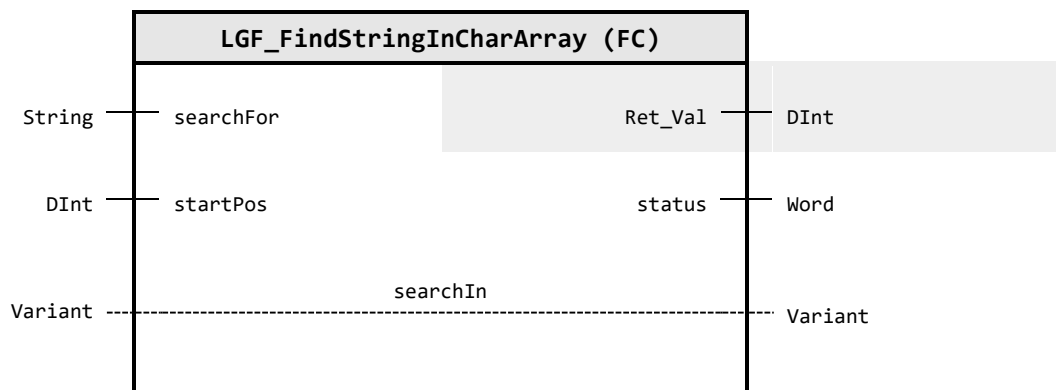 LGF_FindStringInCharArray (FC)
String searchFor Ret_Val DInt
DInt startPos status Word
searchIn
Variant Variant